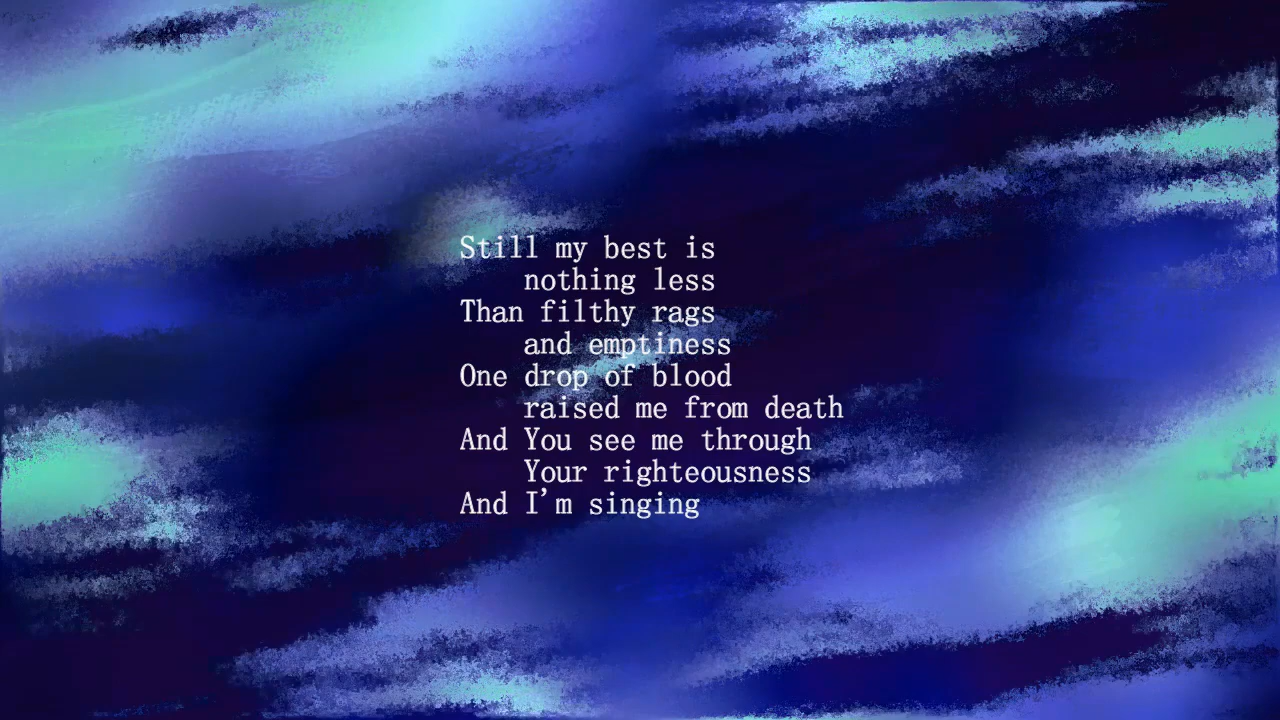 Still my best is
nothing less
Than filthy rags
and emptiness
One drop of blood
raised me from death
And You see me through
Your righteousness
And I'm singing